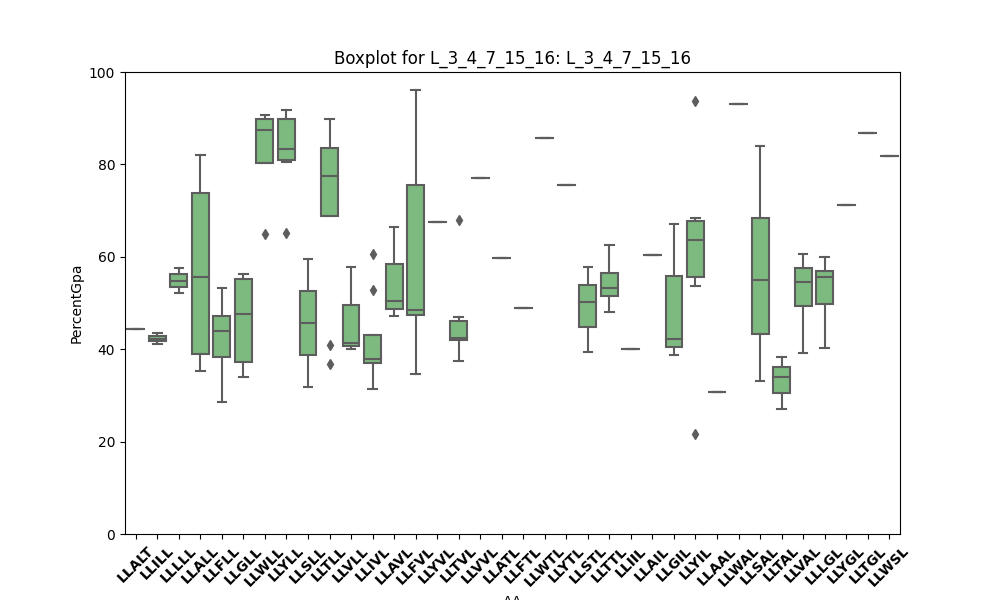 Boxplot for L_3_4_7_15_16: L_3_4_7_15_16
PercentGpa
100
80
60
40
20
0
LLALT
LLILL
LLLLL
LLALL
LLFLL
LLGLL
LLWLL
LLYLL
LLSLL
LLTLL
LLVLL
LLIVL
LLAVL
LLFVL
LLYVL
LLTVL
LLVVL
LLATL
LLFTL
LLWTL
LLYTL
LLSTL
LLTTL
LLIIL
LLAIL
LLGIL
LLYIL
LLAAL
LLWAL
LLSAL
LLTAL
LLVAL
LLLGL
LLYGL
LLTGL
LLWSL